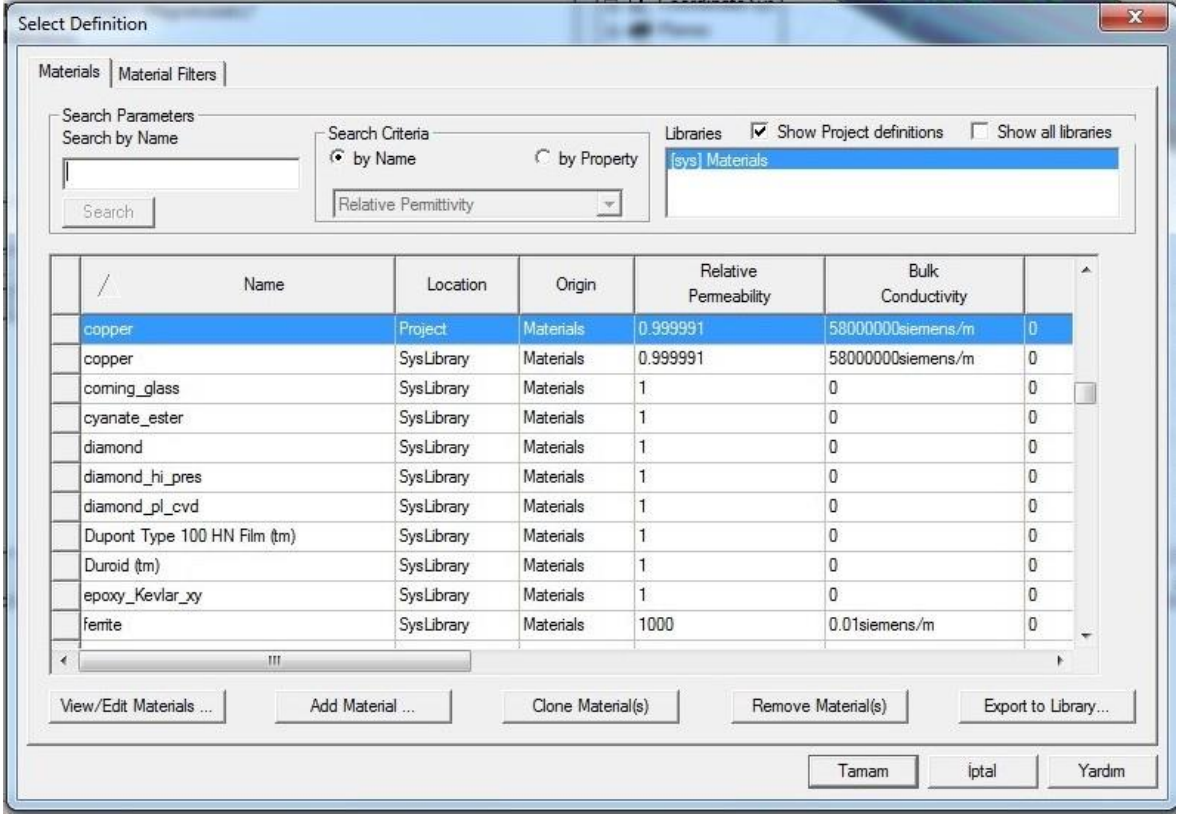 Select Definition
Materials Material Filters
Search Parameters
Search by Name
Search
Search Criteria
by Name by Property
Relative Permittivity
Libraries Show Project definitions Show all libraries
[sys] Materials
Name Location Origin Relative Permeability Bulk Conductivity
copper Project Materials 0.999991 58000000siemens/m 0
copper SysLibrary Materials 0.999991 58000000siemens/m 0
corning_glass SysLibrary Materials 1 0 0
cyanate_ester SysLibrary Materials 1 0 0
diamond SysLibrary Materials 1 0 0
diamond_hi_pres SysLibrary Materials 1 0 0
diamond_pl_cvd SysLibrary Materials 1 0 0
Dupont Type 100 HN Film (tm) SysLibrary Materials 1 0 0
Duroid (tm) SysLibrary Materials 1 0 0
epoxy_Kevlar_xy SysLibrary Materials 1 0 0
ferrite SysLibrary Materials 1000 0.01siemens/m 0
View/Edit Materials ... Add Material ... Clone Material(s) Remove Material(s) Export to Library...
Tamam İptal Yardım